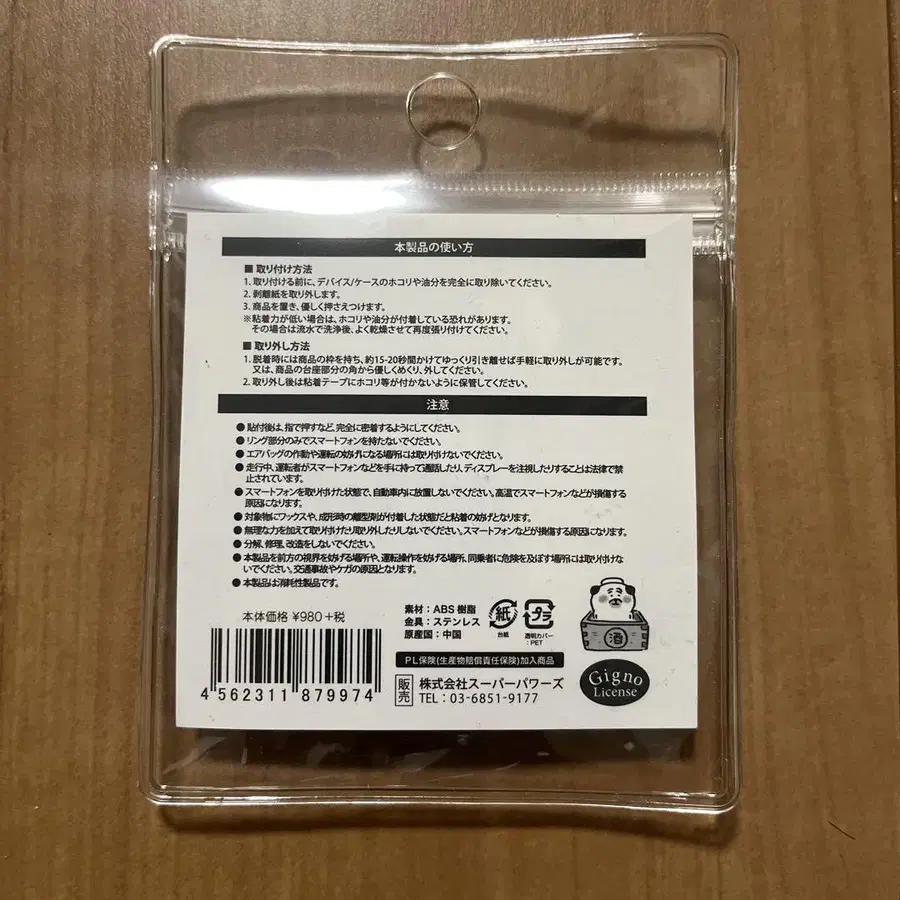 本製品の使い方
■ 取り付け方法
1. 取り付ける前に、デバイス/ケースのホコリや油分を完全に取り除いてください。
2. 剥離紙を取り外します。
3. 商品を置き、優しく押さえつけます。
※粘着力が低い場合は、ホコリや油分が付着している恐れがあります。
その場合は流水で洗浄後、よく乾燥させて再度張り付けてください。
■ 取り外し方法
1. 脱着時には商品の枠を持ち、約15-20秒間かけてゆっくり引き離せば手軽に取り外しが可能です。
又は、商品の台座部分の角から優しくめくり、外してください。
2. 取り外し後は粘着テープにホコリ等が付かないように保管してください。
注意
● 貼付後は、指で押すなど、完全に密着するようにしてください。
● リング部分のみでスマートフォンを持たないでください。
● エアバッグの作動や運転の妨げになる場所には取り付けないでください。
● 走行中、運転者がスマートフォンなどを手に持って通話したり、ディスプレーを注視したりすることは法律で禁
止されています。
● スマートフォンを取り付けた状態で、自動車内に放置しないでください。高温でスマートフォンなどが損傷する
原因になります。
● 対象物にワックスや、成形時の離型剤が付着した状態だと粘着の妨げとなります。
● 無理な力を加えて取り付けたり取り外したりしないでください。スマートフォンなどが損傷する原因になります。
● 分解、修理、改造をしないでください。
● 本製品を前方の視界を妨げる場所や、運転操作を妨げる場所、同乗者に危険を及ぼす場所には取り付けな
いでください。交通事故やケガの原因となります。
● 本製品は消耗性製品です。
本体価格 ¥980+税
素材：ABS 樹脂
金具：ステンレス
原産国：中国
紙
台紙
プラ
透明カバー
:PET
酒
4 562311 879974
PL保険(生産物賠償責任保険)加入商品
販売
株式会社スーパーパワーズ
TEL：03-6851-9177
Gigno
License